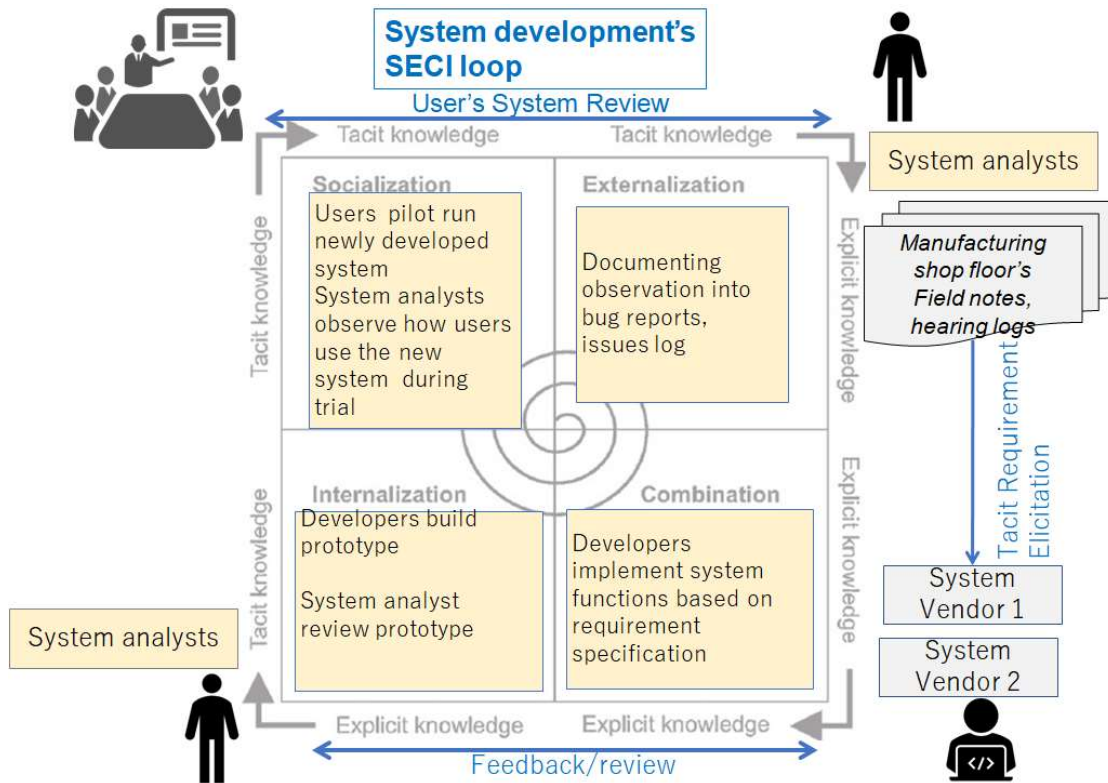 System development's
SECI loop
User's System Review
Tacit knowledge
Tacit knowledge
System analysts
Socialization
Externalization
Users pilot run
newly developed
system
System analysts
observe how users
use the new
system during
trial
Documenting
observation into
bug reports,
issues log
Tacit knowledge
Explicit knowledge
Manufacturing
shop floor's
Field notes,
hearing logs
Tacit Requirement
Elicitation
Internalization
Combination
Developers build
prototype
System analyst
review prototype
Developers
implement system
functions based on
requirement
specification
Tacit knowledge
Explicit knowledge
System
Vendor 1
System
Vendor 2
System analysts
Explicit knowledge
Explicit knowledge
Feedback/review